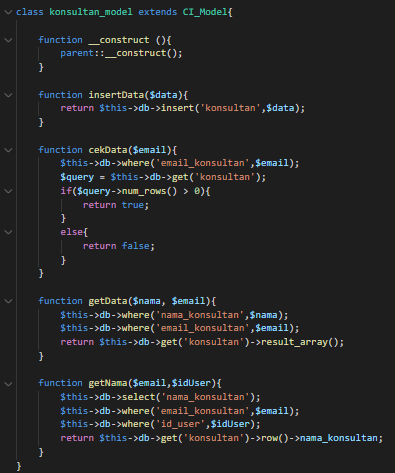 class konsultan_model extends CI_Model{
function __construct (){
parent::__construct();
}
function insertData($data){
return $this->db->insert('konsultan',$data);
}
function cekData($email){
$this->db->where('email_konsultan',$email);
$query = $this->db->get('konsultan');
if($query->num_rows() > 0){
return true;
}
else{
return false;
}
}
function getData($nama, $email){
$this->db->where('nama_konsultan',$nama);
$this->db->where('email_konsultan',$email);
return $this->db->get('konsultan')->result_array();
}
function getNama($email,$idUser){
$this->db->select('nama_konsultan');
$this->db->where('email_konsultan',$email);
$this->db->where('id_user',$idUser);
return $this->db->get('konsultan')->row()->nama_konsultan;
}
}